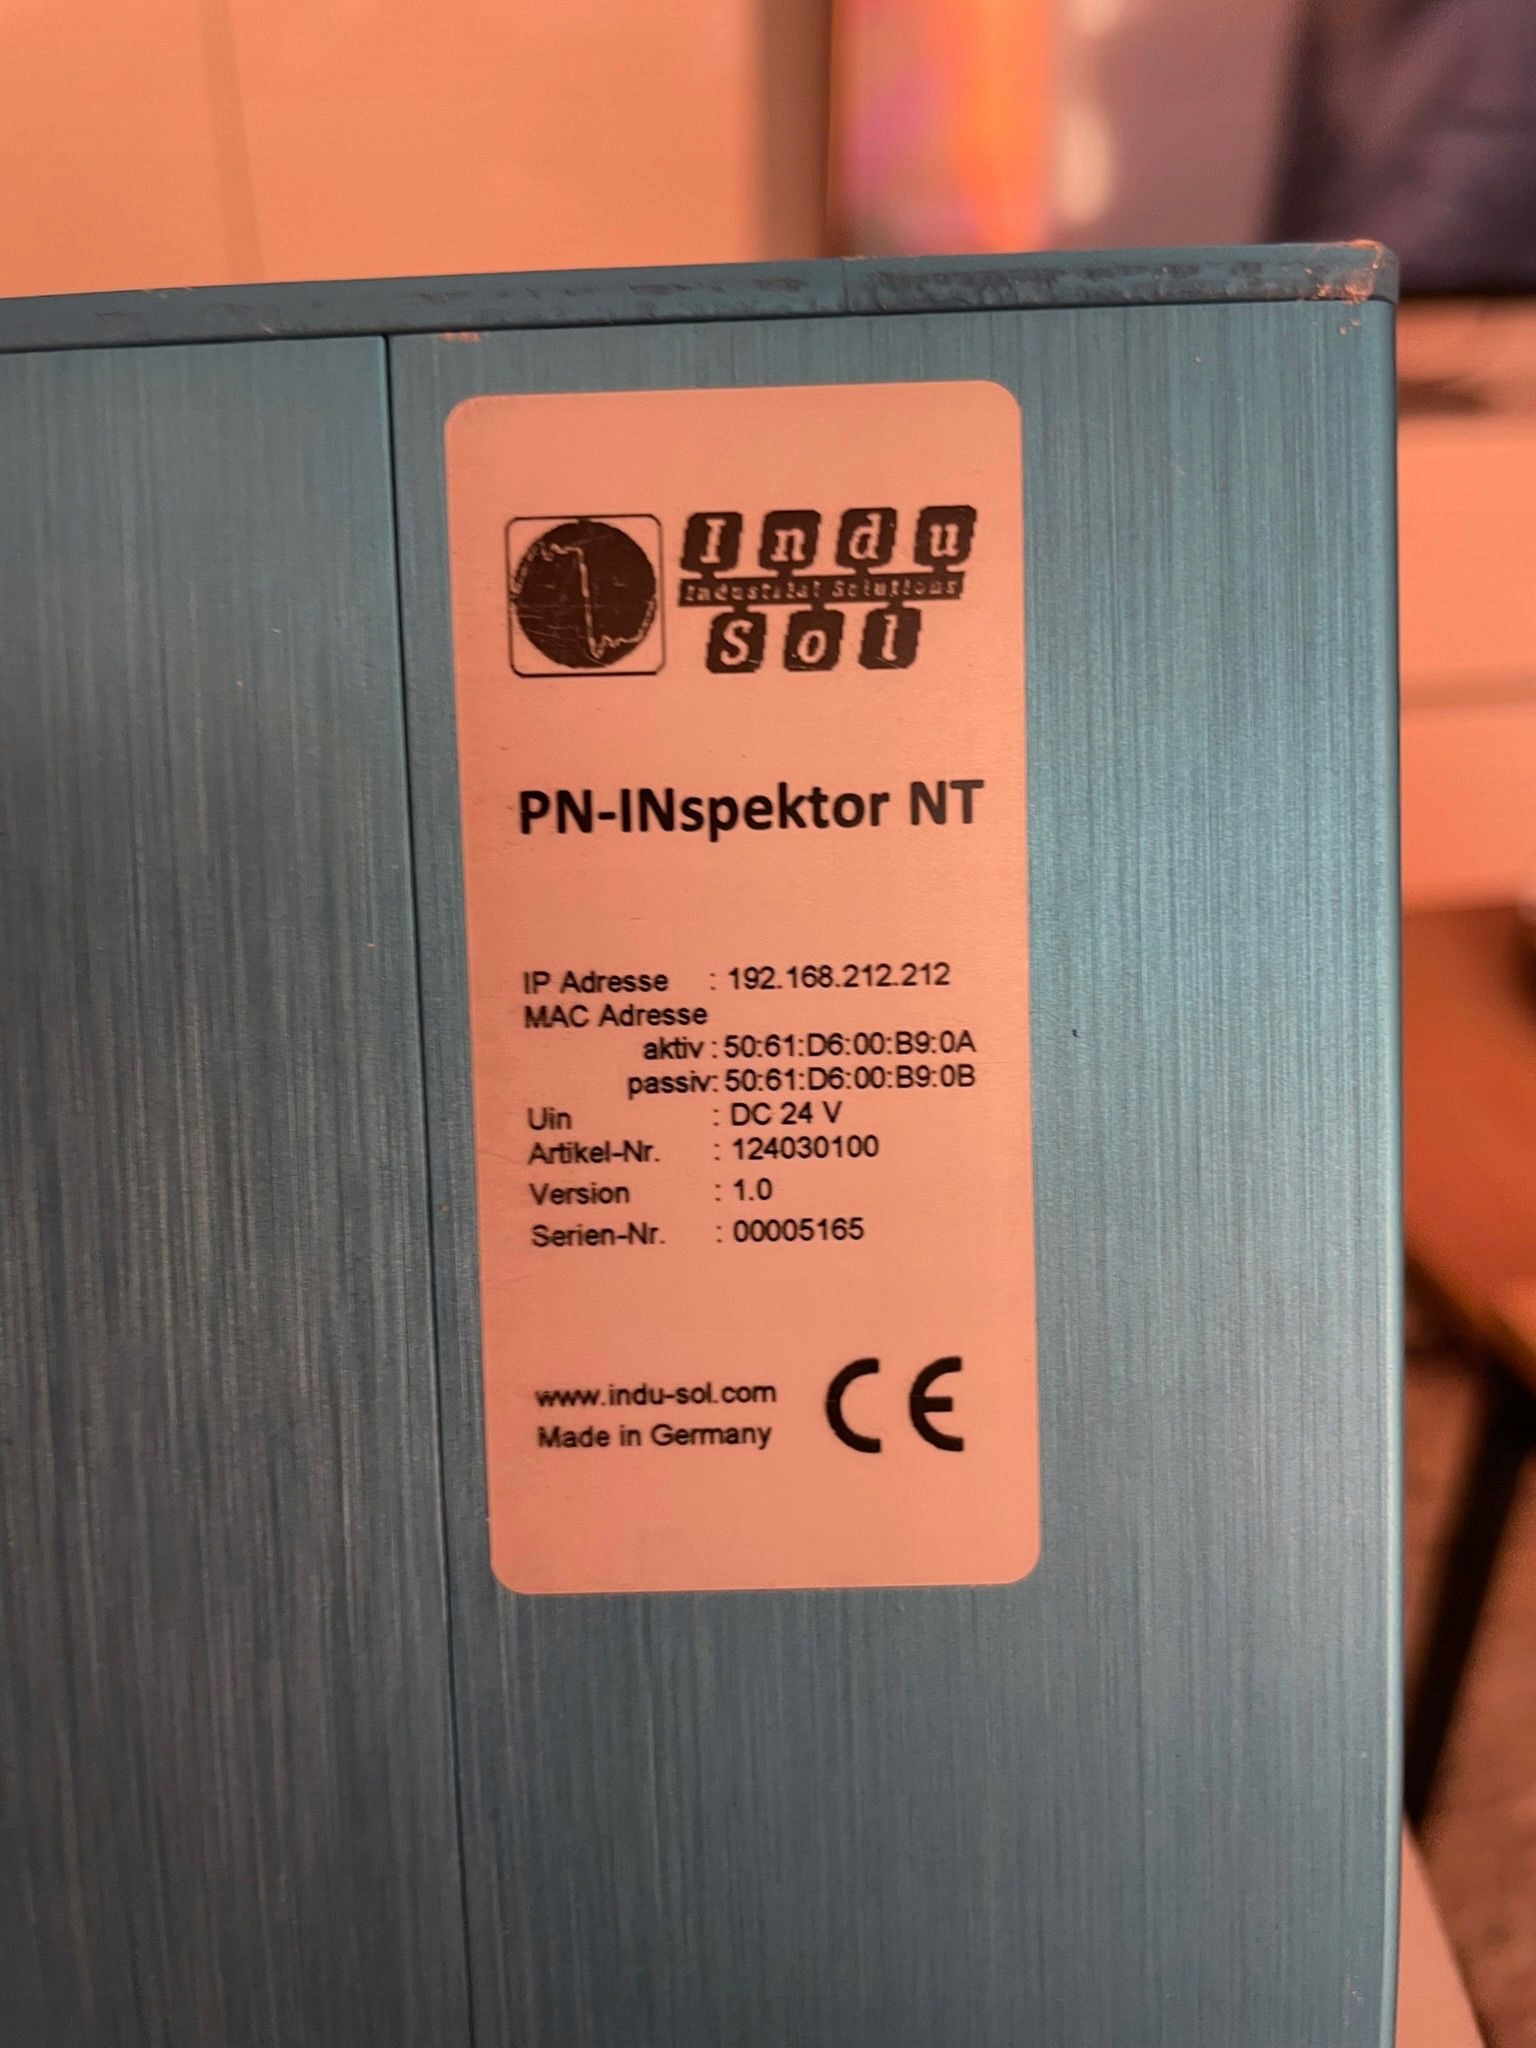 Indu
Industrial Solutions
Sol
PN-INspektor NT
IP Adresse : 192.168.212.212
MAC Adresse
aktiv : 50:61:D6:00:B9:0A
passiv: 50:61:D6:00:B9:0B
Uin : DC 24 V
Artikel-Nr. : 124030100
Version : 1.0
Serien-Nr. : 00005165
www.indu-sol.com
Made in Germany
CE